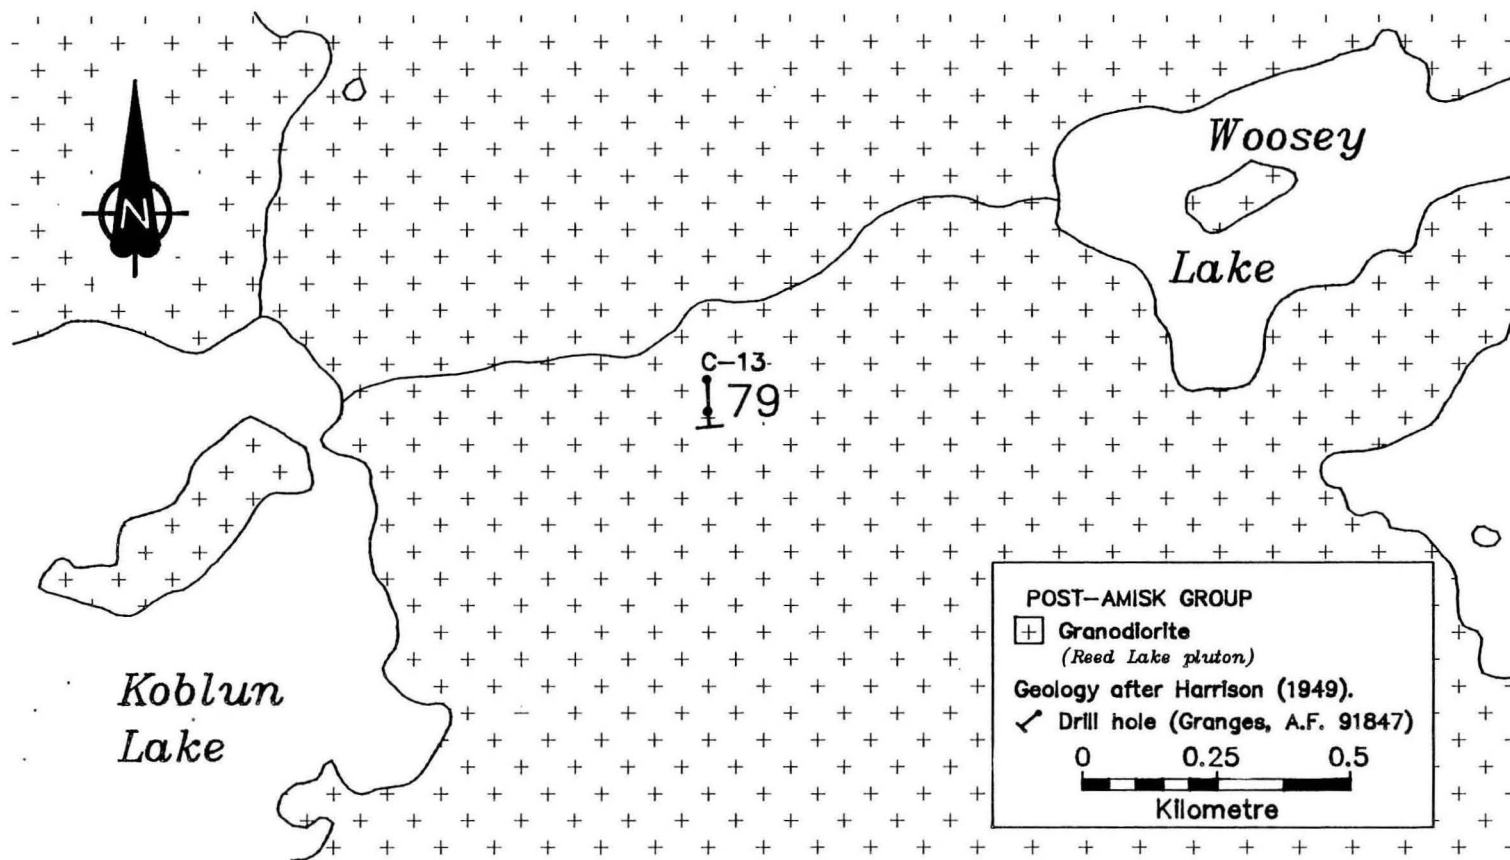 N
Woosey
Lake
C-13
79
Koblun
Lake
POST-AMISK GROUP
Granodiorite
(Reed Lake pluton)
Geology after Harrison (1949).
Drill hole (Granges, A.F. 91847)
0 0.25 0.5
Kilometre